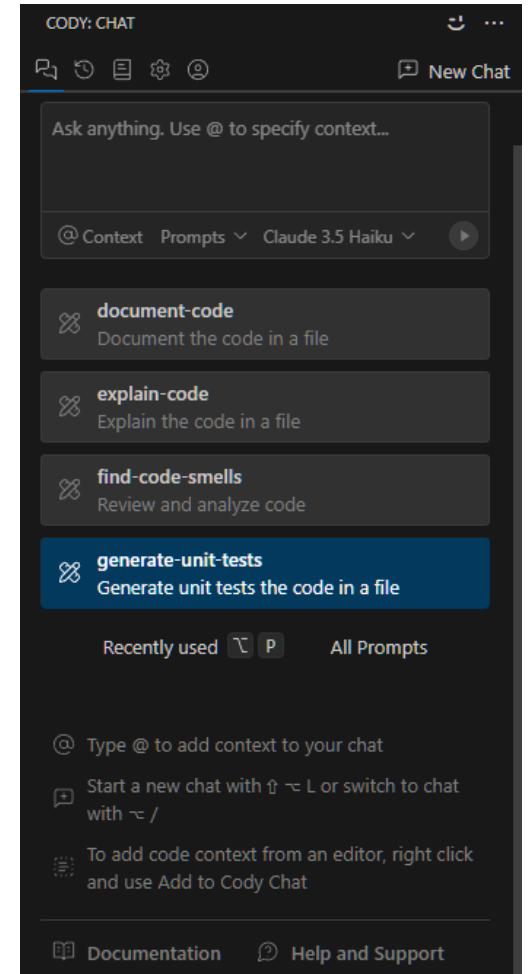 CODY: CHAT
New Chat
Ask anything. Use @ to specify context...
@ Context Prompts Claude 3.5 Haiku
document-code
Document the code in a file
explain-code
Explain the code in a file
find-code-smells
Review and analyze code
generate-unit-tests
Generate unit tests the code in a file
Recently used ⌥ P All Prompts
@ Type @ to add context to your chat
Start a new chat with ⇧ ⌥ L or switch to chat
with ⌥ /
To add code context from an editor, right click
and use Add to Cody Chat
Documentation Help and Support